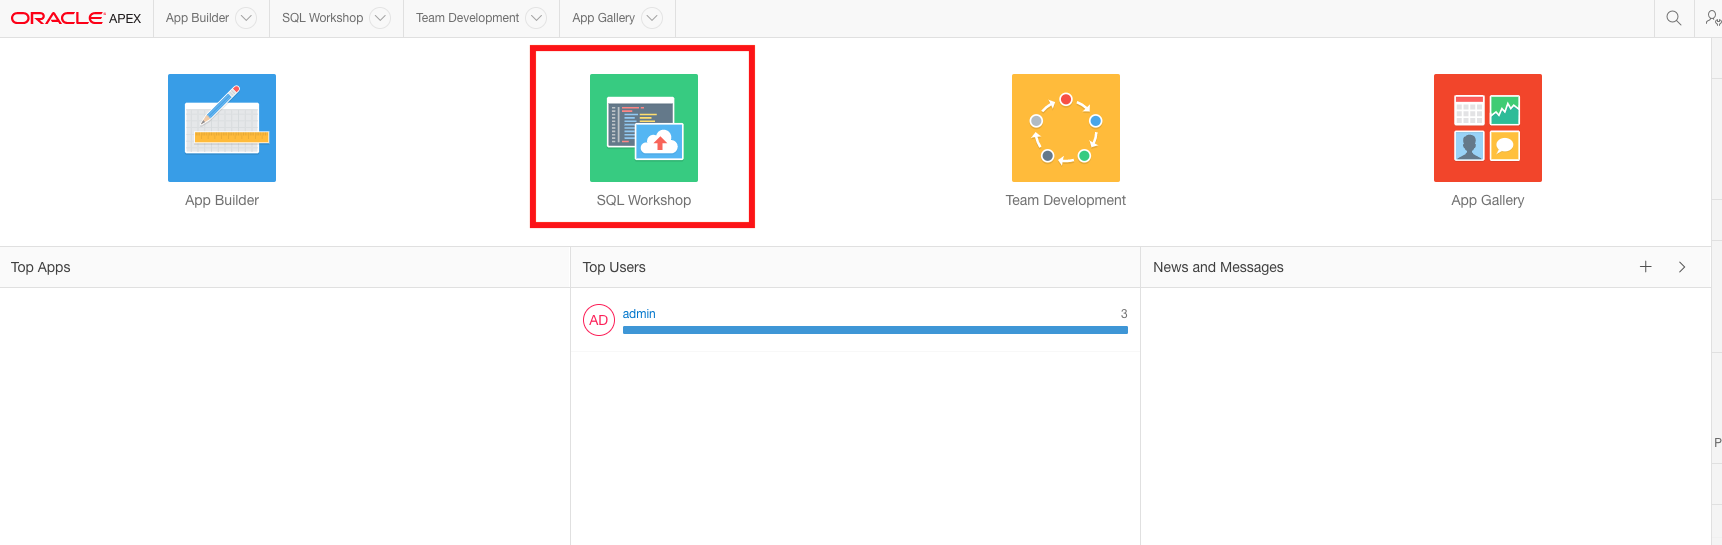 ORACLE APEX App Builder SQL Workshop Team Development App Gallery
App Builder SQL Workshop Team Development App Gallery
Top Apps Top Users News and Messages
AD admin 3
P